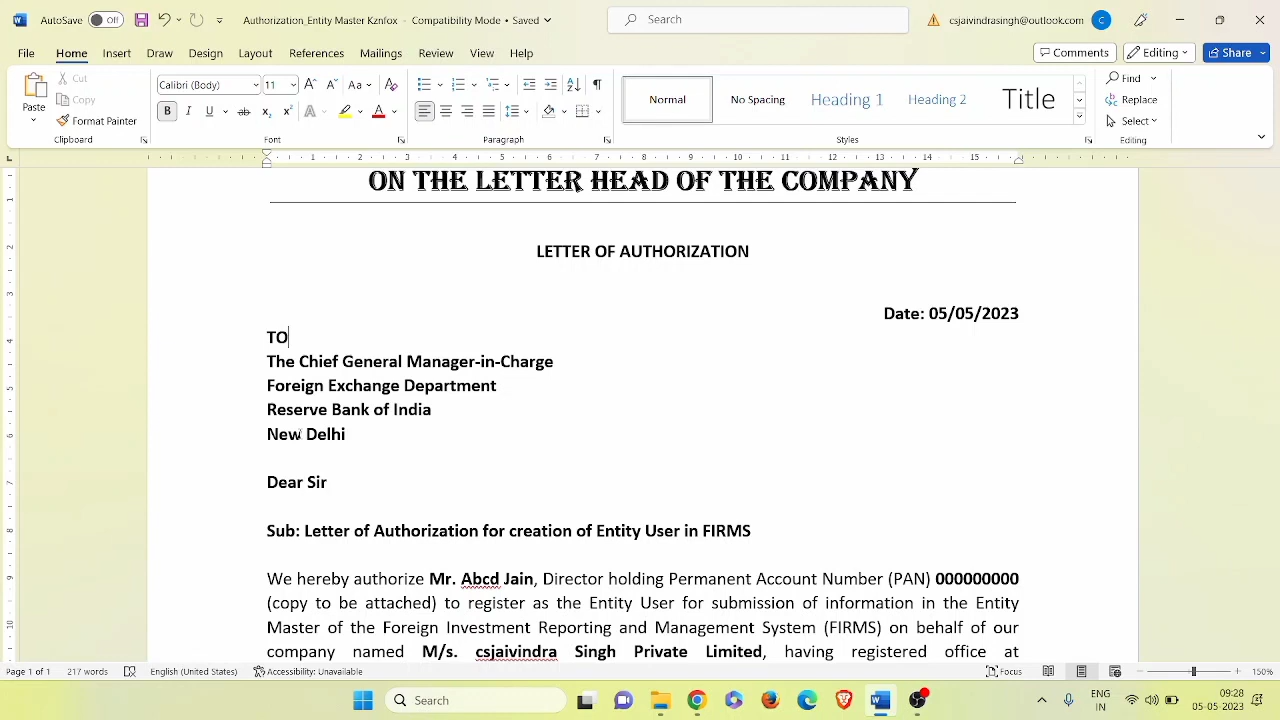 AutoSave Off Authorization Matter Knrfox - Compatibility Mode • Saved Search csjaivindrasingh@outlook.com C
File Home Insert Draw Design Layout References Mailings Review View Help Comments Editing Share
Paste Cut Copy Format Painter Calibri (Body) 11 Normal No Spacing Heading 1 Heading 2 Title Find Replace Select
Clipboard Font Paragraph Styles Editing
ON THE LETTER HEAD OF THE COMPANY
LETTER OF AUTHORIZATION
Date: 05/05/2023
TO
The Chief General Manager-in-Charge
Foreign Exchange Department
Reserve Bank of India
New Delhi
Dear Sir
Sub: Letter of Authorization for creation of Entity User in FIRMS
We hereby authorize Mr. Abcd Jain, Director holding Permanent Account Number (PAN) 000000000
(copy to be attached) to register as the Entity User for submission of information in the Entity
Master of the Foreign Investment Reporting and Management System (FIRMS) on behalf of our
company named M/s. csjaivindra Singh Private Limited, having registered office at
Page 1 of 1 217 words English (United States) Accessibility: Unavailable Focus 150%
Search ENG IN 09:28 05-05-2023